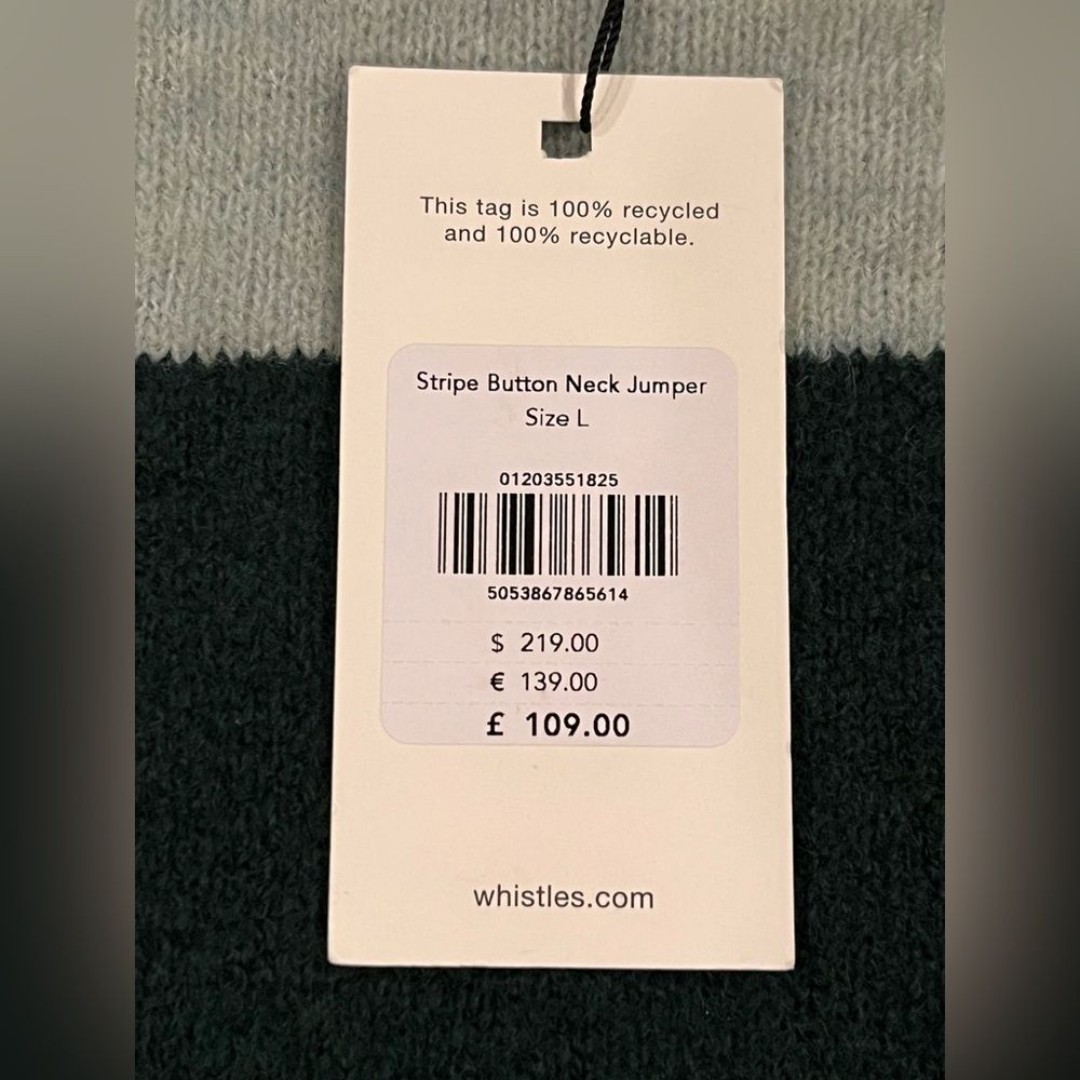 This tag is 100% recycled
and 100% recyclable.
Stripe Button Neck Jumper
Size L
01203551825
5053867865614
$ 219.00
€ 139.00
£ 109.00
whistles.com